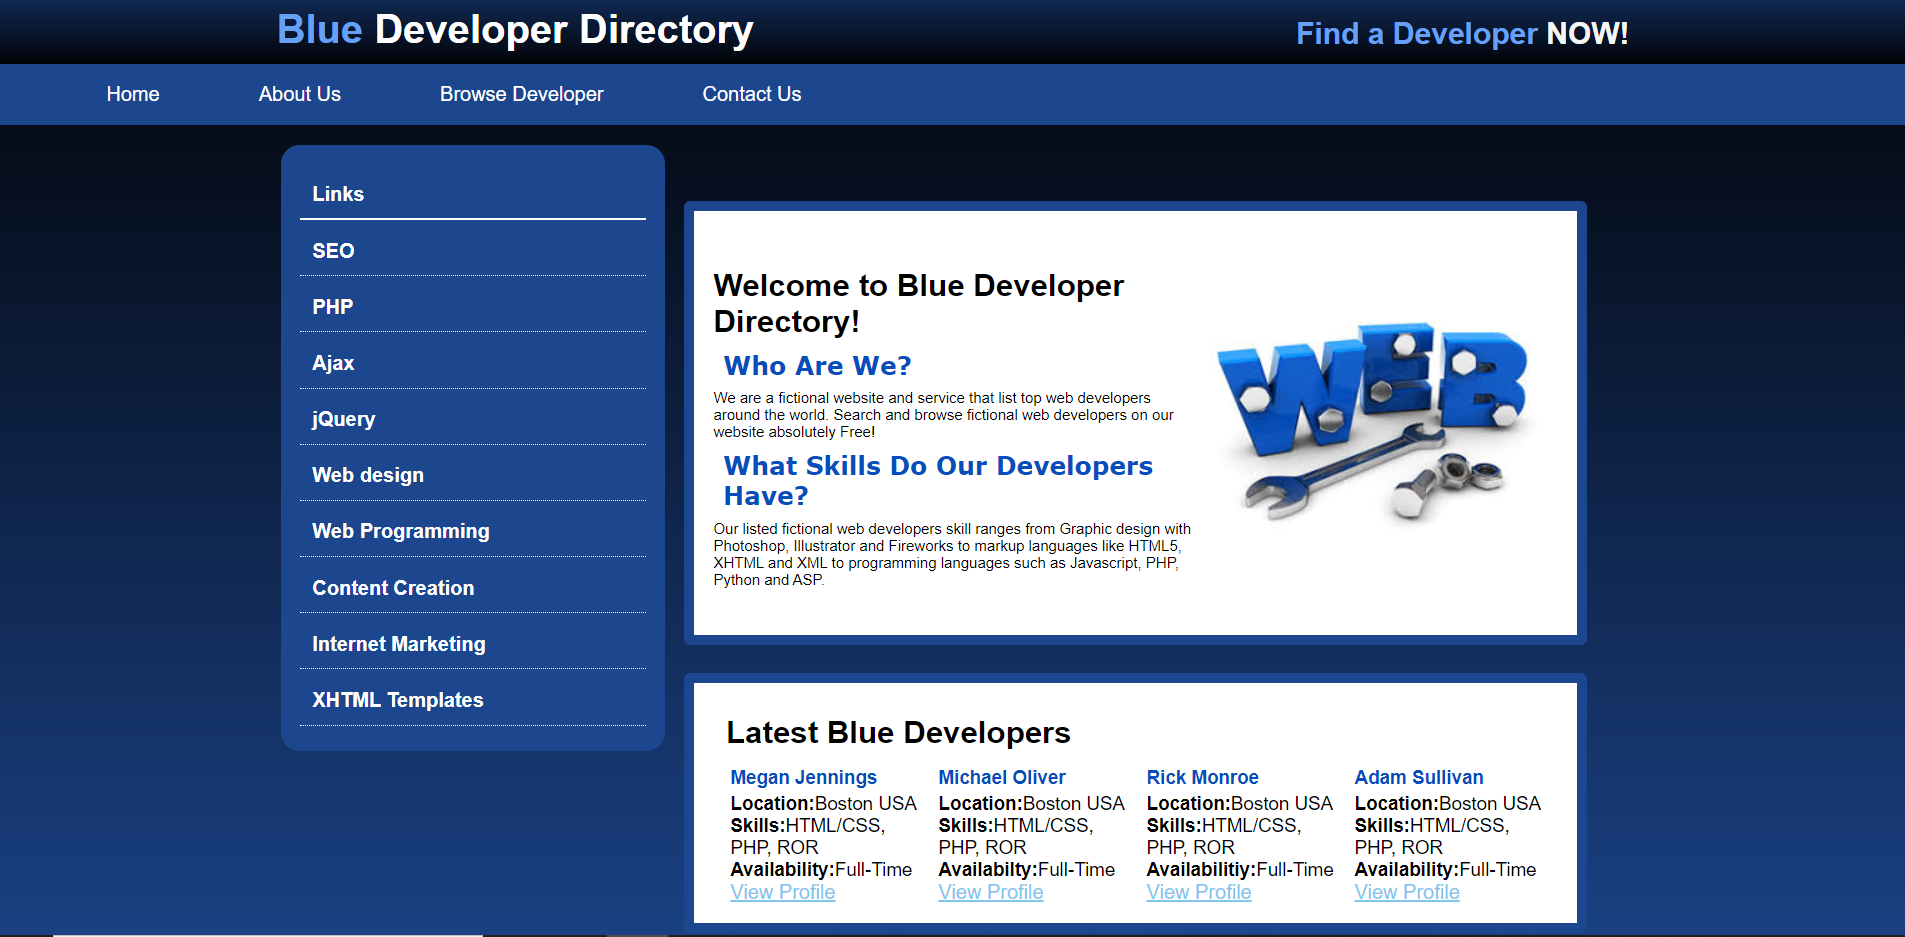 Blue Developer Directory
Find a Developer NOW!
Home
About Us
Browse Developer
Contact Us
Links
SEO
PHP
Ajax
jQuery
Web design
Web Programming
Content Creation
Internet Marketing
XHTML Templates
Welcome to Blue Developer
Directory!
Who Are We?
We are a fictional website and service that list top web developers
around the world. Search and browse fictional web developers on our
website absolutely Free!
What Skills Do Our Developers
Have?
Our listed fictional web developers skill ranges from Graphic design with
Photoshop, Illustrator and Fireworks to markup languages like HTML5,
XHTML and XML to programming languages such as Javascript, PHP,
Python and ASP.
WEB
Latest Blue Developers
Megan Jennings
Location:Boston USA
Skills:HTML/CSS,
PHP, ROR
Availability:Full-Time
View Profile
Michael Oliver
Location:Boston USA
Skills:HTML/CSS,
PHP, ROR
Availabilty:Full-Time
View Profile
Rick Monroe
Location:Boston USA
Skills:HTML/CSS,
PHP, ROR
Availabilitiy:Full-Time
View Profile
Adam Sullivan
Location:Boston USA
Skills:HTML/CSS,
PHP, ROR
Availability:Full-Time
View Profile